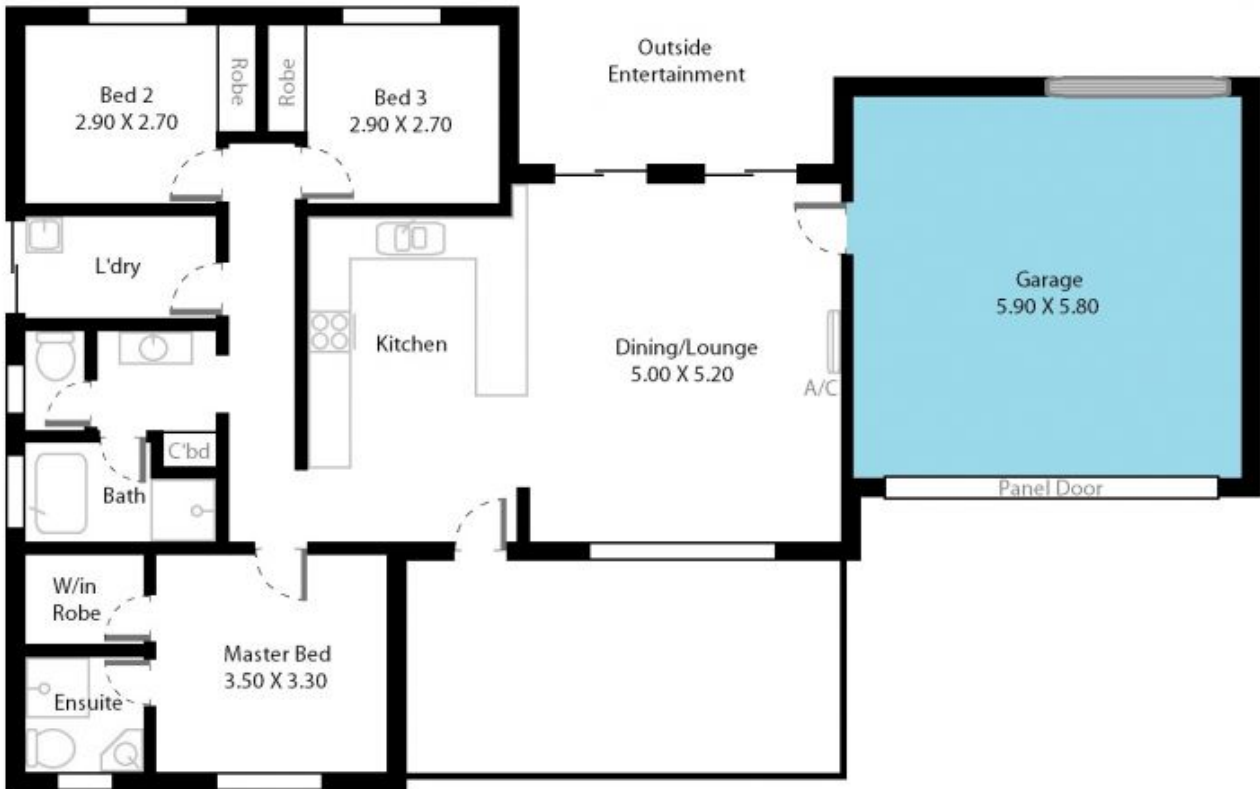 Outside
Entertainment
Bed 2
2.90 X 2.70
Robe
Robe
Bed 3
2.90 X 2.70
L'dry
Garage
5.90 X 5.80
Kitchen
Dining/Lounge
5.00 X 5.20
A/C
C'bd
Bath
Panel Door
W/in
Robe
Master Bed
3.50 X 3.30
Ensuite